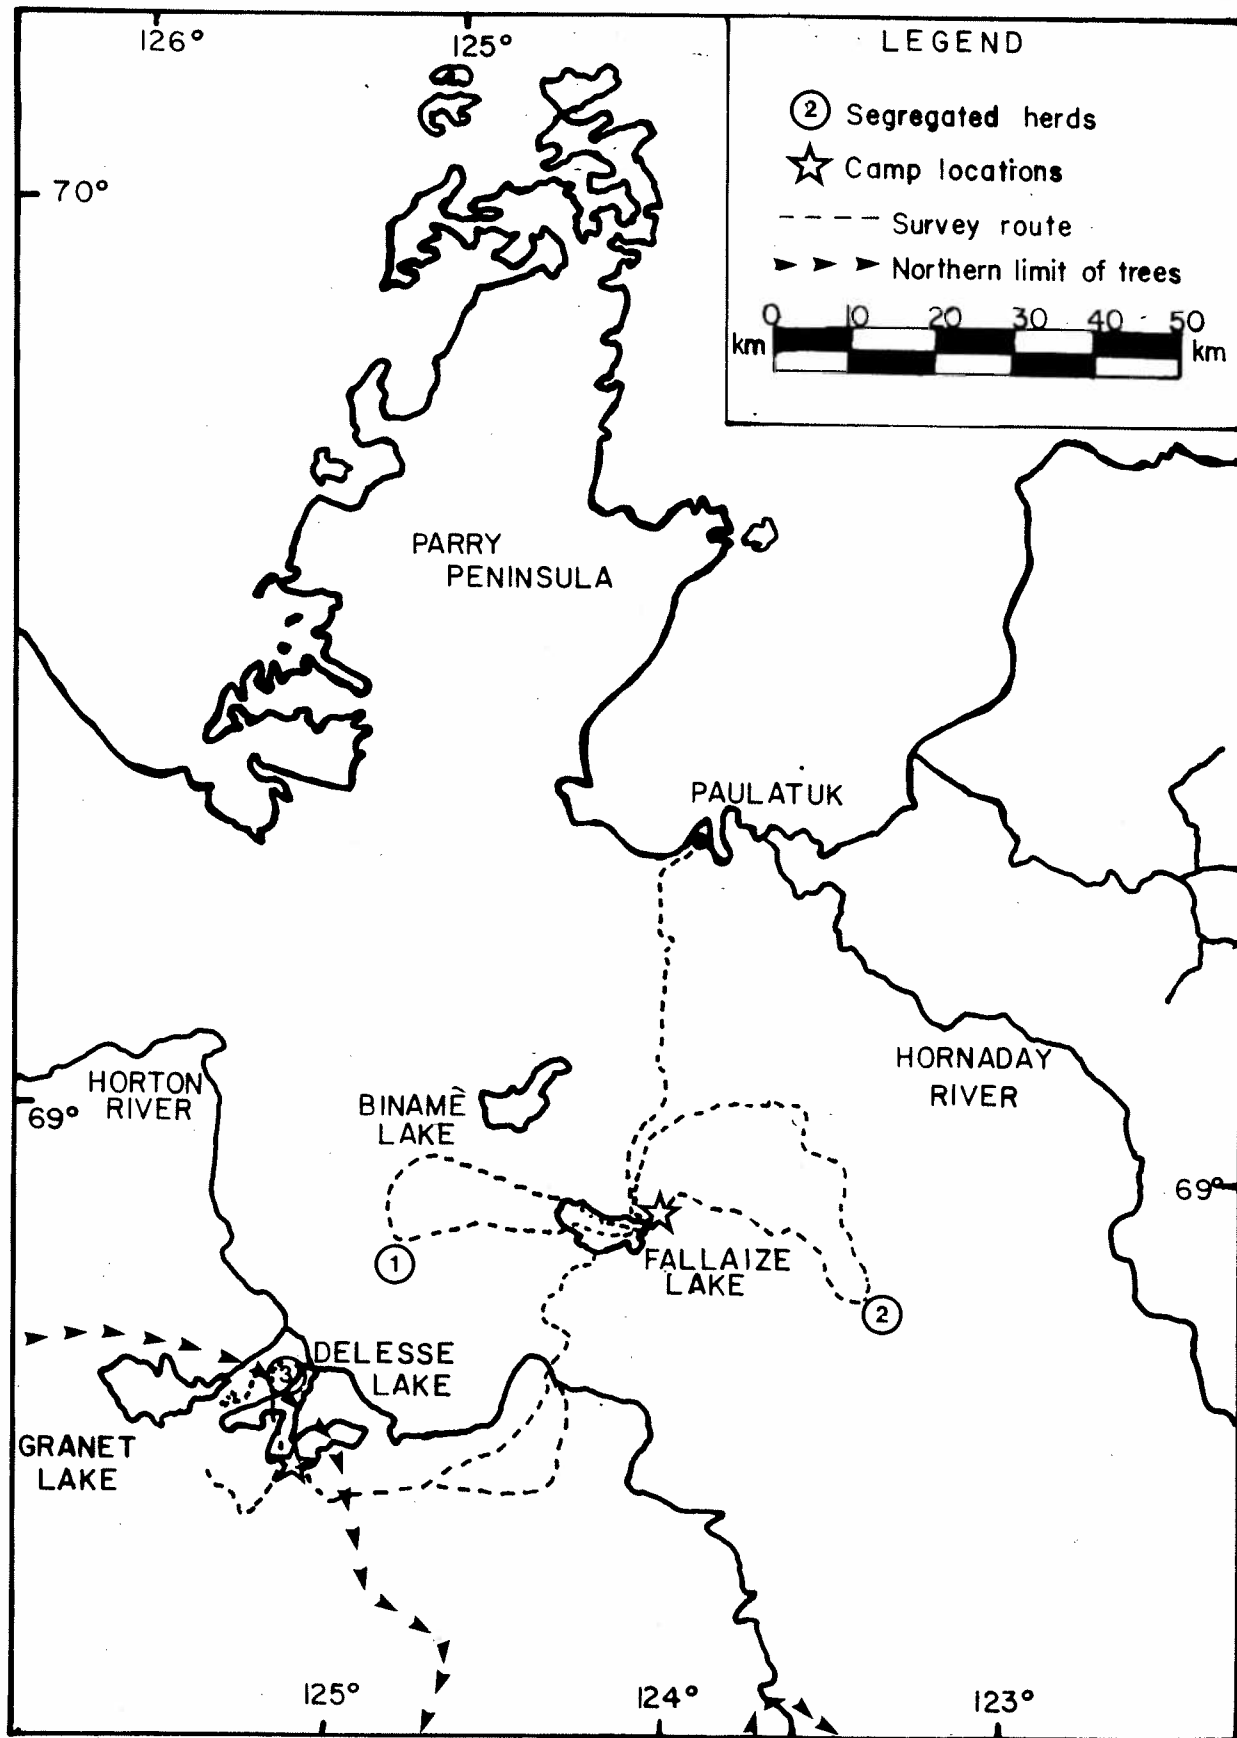 126°
125°
LEGEND
2 Segregated herds
Camp locations
Survey route
Northern limit of trees
0 10 20 30 40 50
km km
70°
PARRY
PENINSULA
PAULATUK
HORTON
RIVER
69°
BINAMÊ
LAKE
HORNADAY
RIVER
69°
1
FALLAIZE
LAKE
2
DELESSE
LAKE
3
GRANET
LAKE
125°
124°
123°